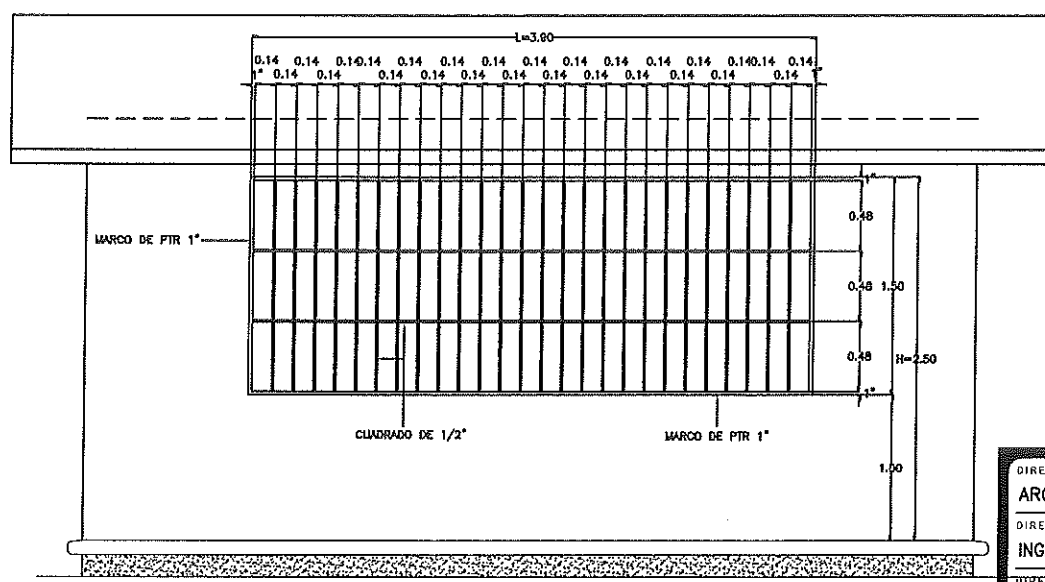 L=3.90
0.14 0.14 0.14 0.14 0.14 0.14 0.14 0.14 0.14 0.14 0.14 0.14 0.14 0.14 0.14
1" 0.14 0.14 0.14 0.14 0.14 0.14 0.14 0.14 0.14 0.14 0.14 0.14 1"
1"
0.48
MARCO DE PTR 1"
0.48 1.50
0.48 H=2.50
1"
CUADRADO DE 1/2"
MARCO DE PTR 1"
1.00
DIRE
ARQ
DIRE
ING